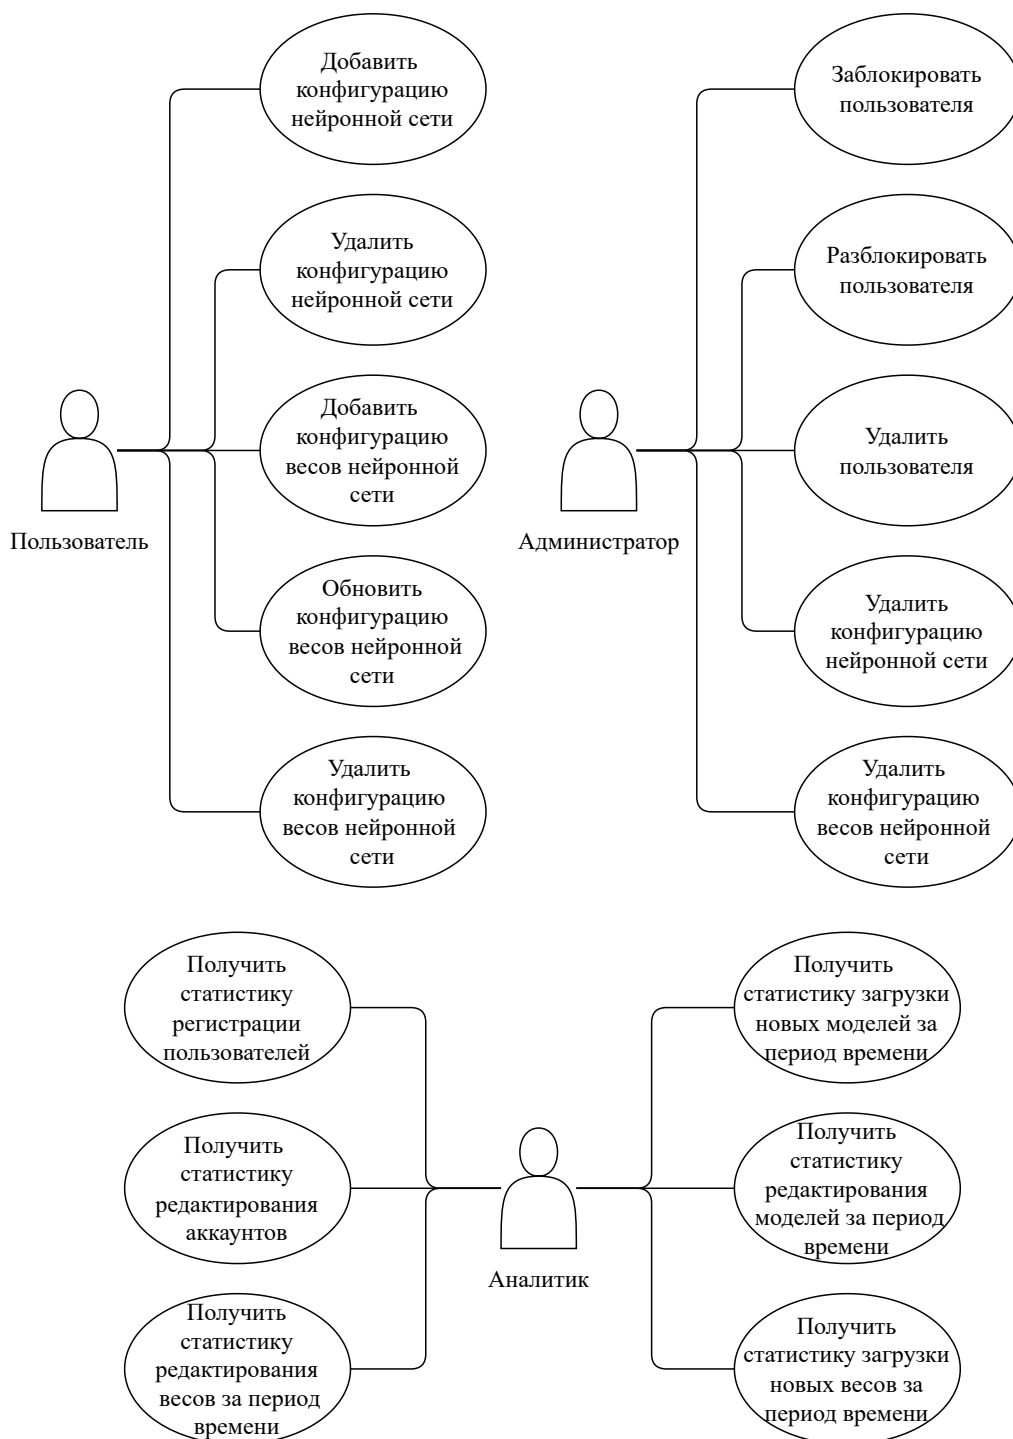 Добавить
конфигурацию
нейронной сети
Удалить
конфигурацию
нейронной сети
Добавить
конфигурацию
весов нейронной
сети
Обновить
конфигурацию
весов нейронной
сети
Удалить
конфигурацию
весов нейронной
сети
Пользователь
Заблокировать
пользователя
Разблокировать
пользователя
Удалить
пользователя
Удалить
конфигурацию
нейронной сети
Удалить
конфигурацию
весов нейронной
сети
Администратор
Получить
статистику
регистрации
пользователей
Получить
статистику
редактирования
аккаунтов
Получить
статистику
редактирования
весов за период
времени
Аналитик
Получить
статистику загрузки
новых моделей за
период времени
Получить
статистику
редактирования
моделей за период
времени
Получить
статистику загрузки
новых весов за
период времени